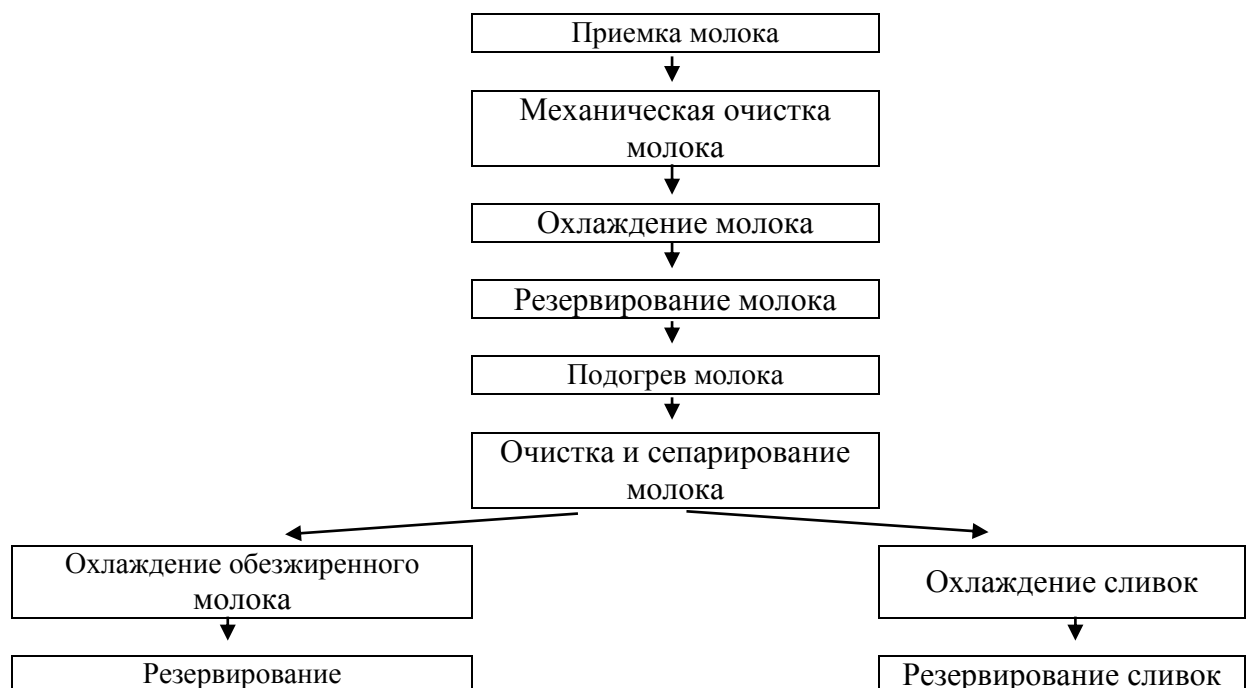 Приемка молока
Механическая очистка
молока
Охлаждение молока
Резервирование молока
Подогрев молока
Очистка и сепарирование
молока
Охлаждение обезжиренного
молока
Охлаждение сливок
Резервирование
Резервирование сливок